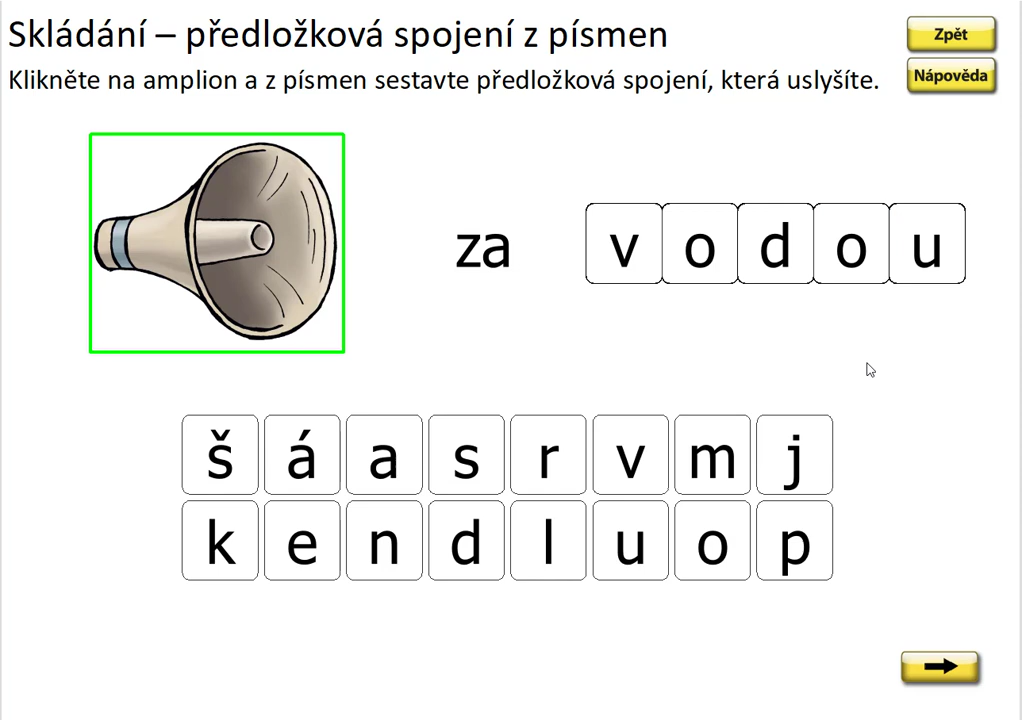 Skládání – předložková spojení z písmen
Zpět
Klikněte na amplion a z písmen sestavte předložková spojení, která uslyšíte.
Nápověda
za v o d o u
š á a s r v m j
k e n d l u o p